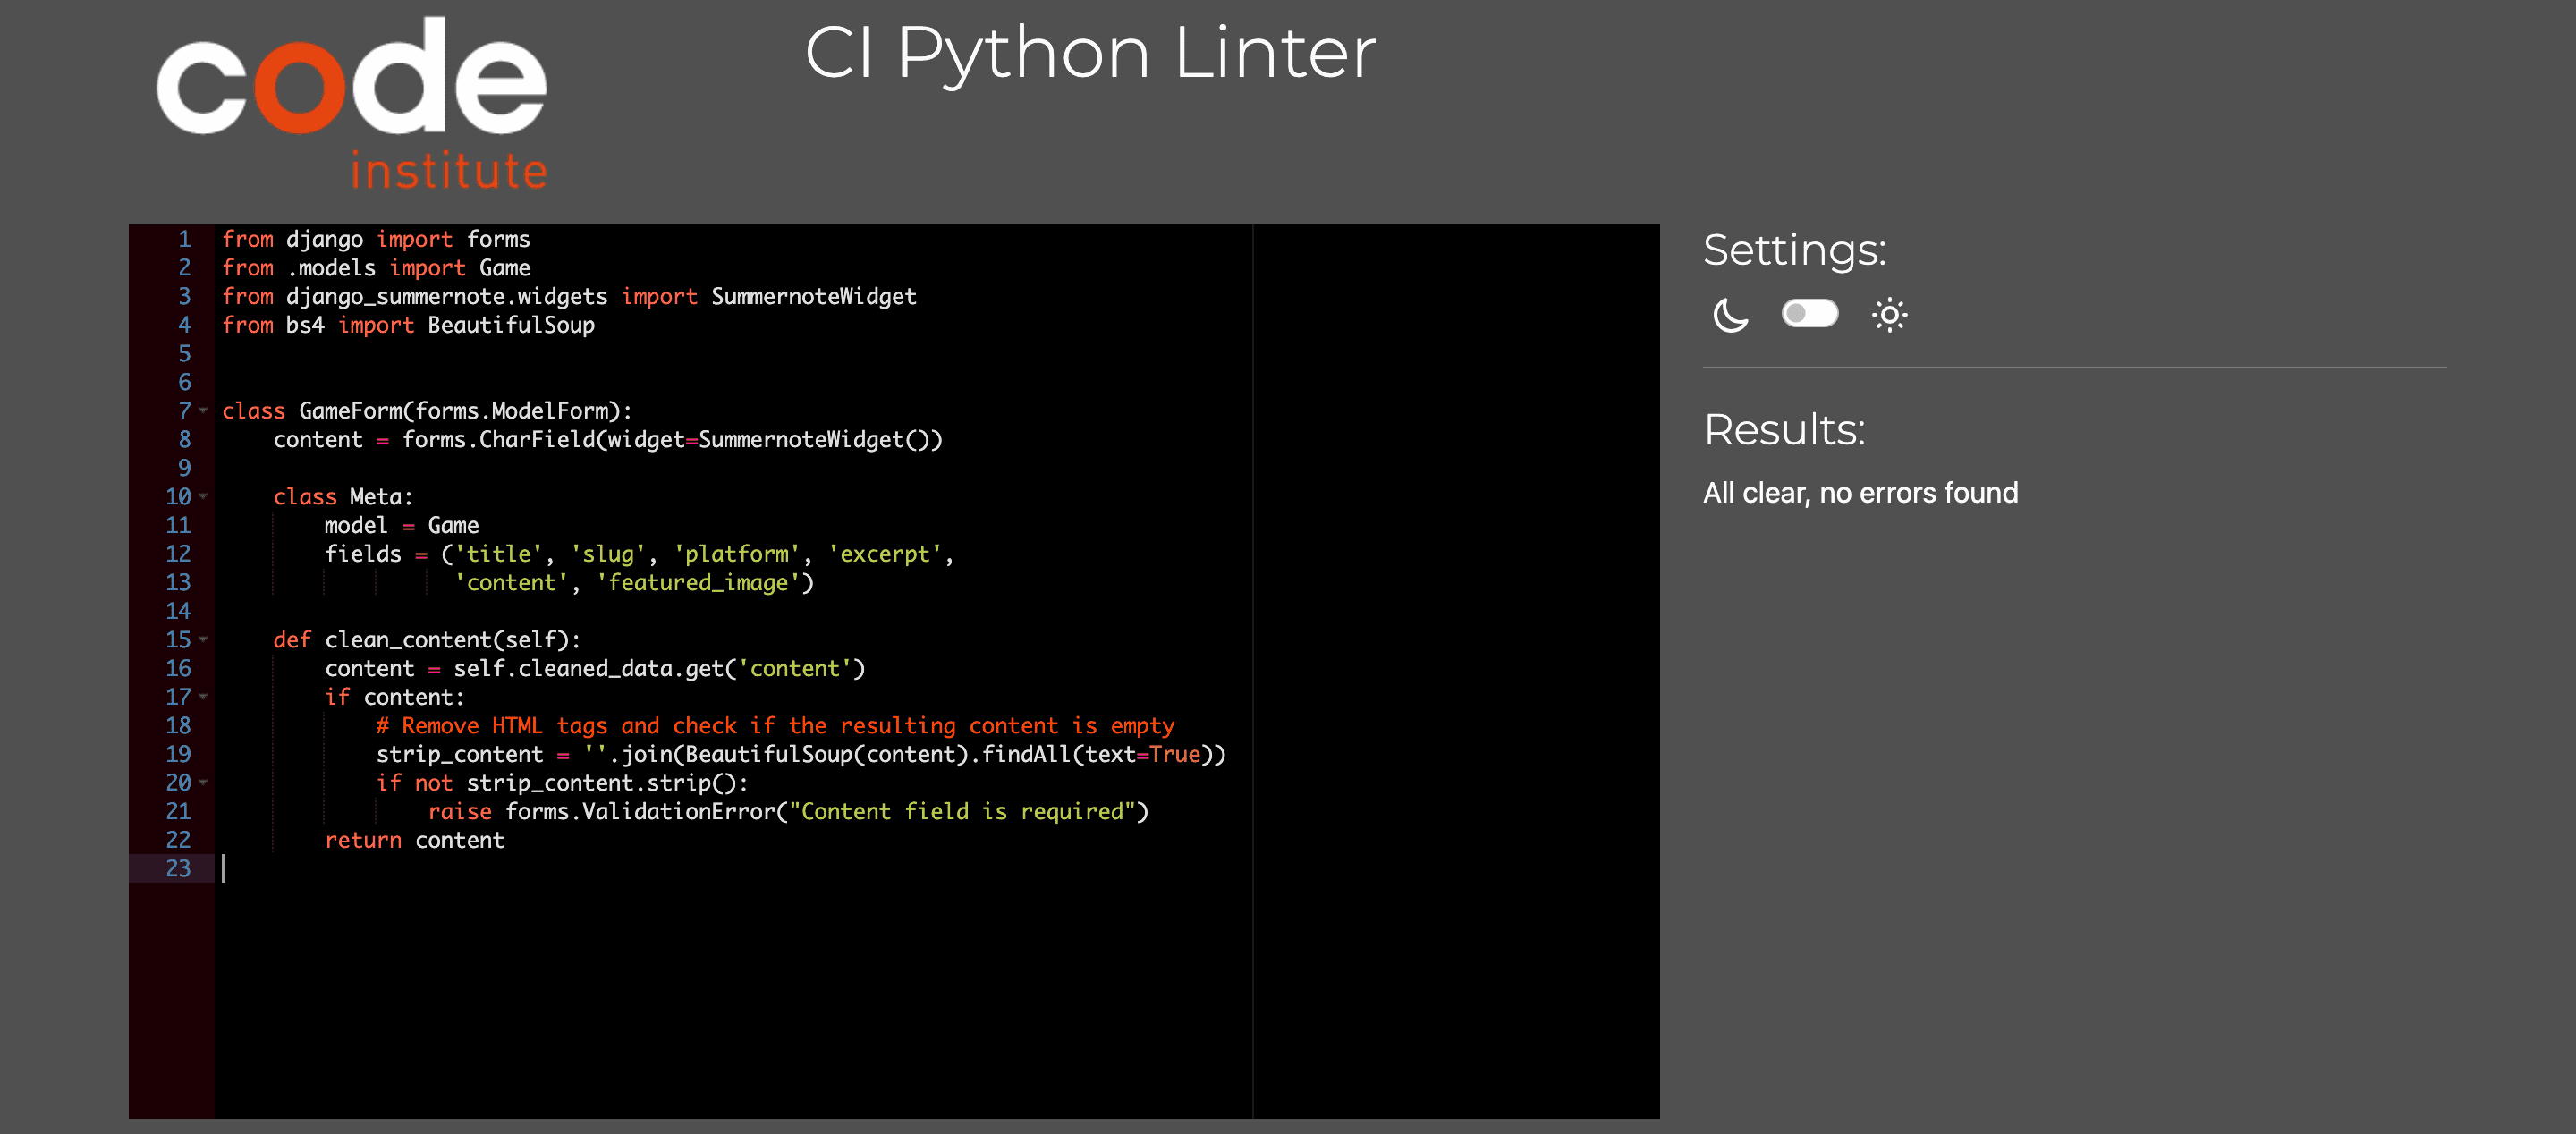 code
institute
CI Python Linter
1 from django import forms
2 from .models import Game
3 from django_summernote.widgets import SummernoteWidget
4 from bs4 import BeautifulSoup
5
6
7 class GameForm(forms.ModelForm):
8     content = forms.CharField(widget=SummernoteWidget())
9
10     class Meta:
11         model = Game
12         fields = ('title', 'slug', 'platform', 'excerpt',
13                   'content', 'featured_image')
14
15     def clean_content(self):
16         content = self.cleaned_data.get('content')
17         if content:
18             # Remove HTML tags and check if the resulting content is empty
19             strip_content = ''.join(BeautifulSoup(content).findAll(text=True))
20             if not strip_content.strip():
21                 raise forms.ValidationError("Content field is required")
22         return content
23
Settings:
Results:
All clear, no errors found